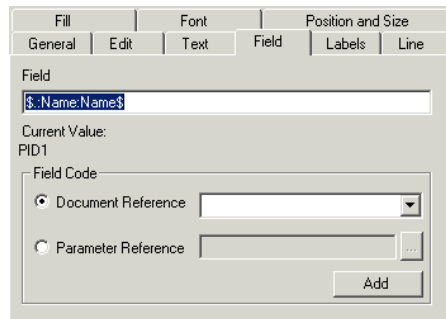 Fill Font Position and Size
General Edit Text Field Labels Line
Field
$.:Name:Name$
Current Value:
PID1
Field Code
Document Reference
Parameter Reference ...
Add